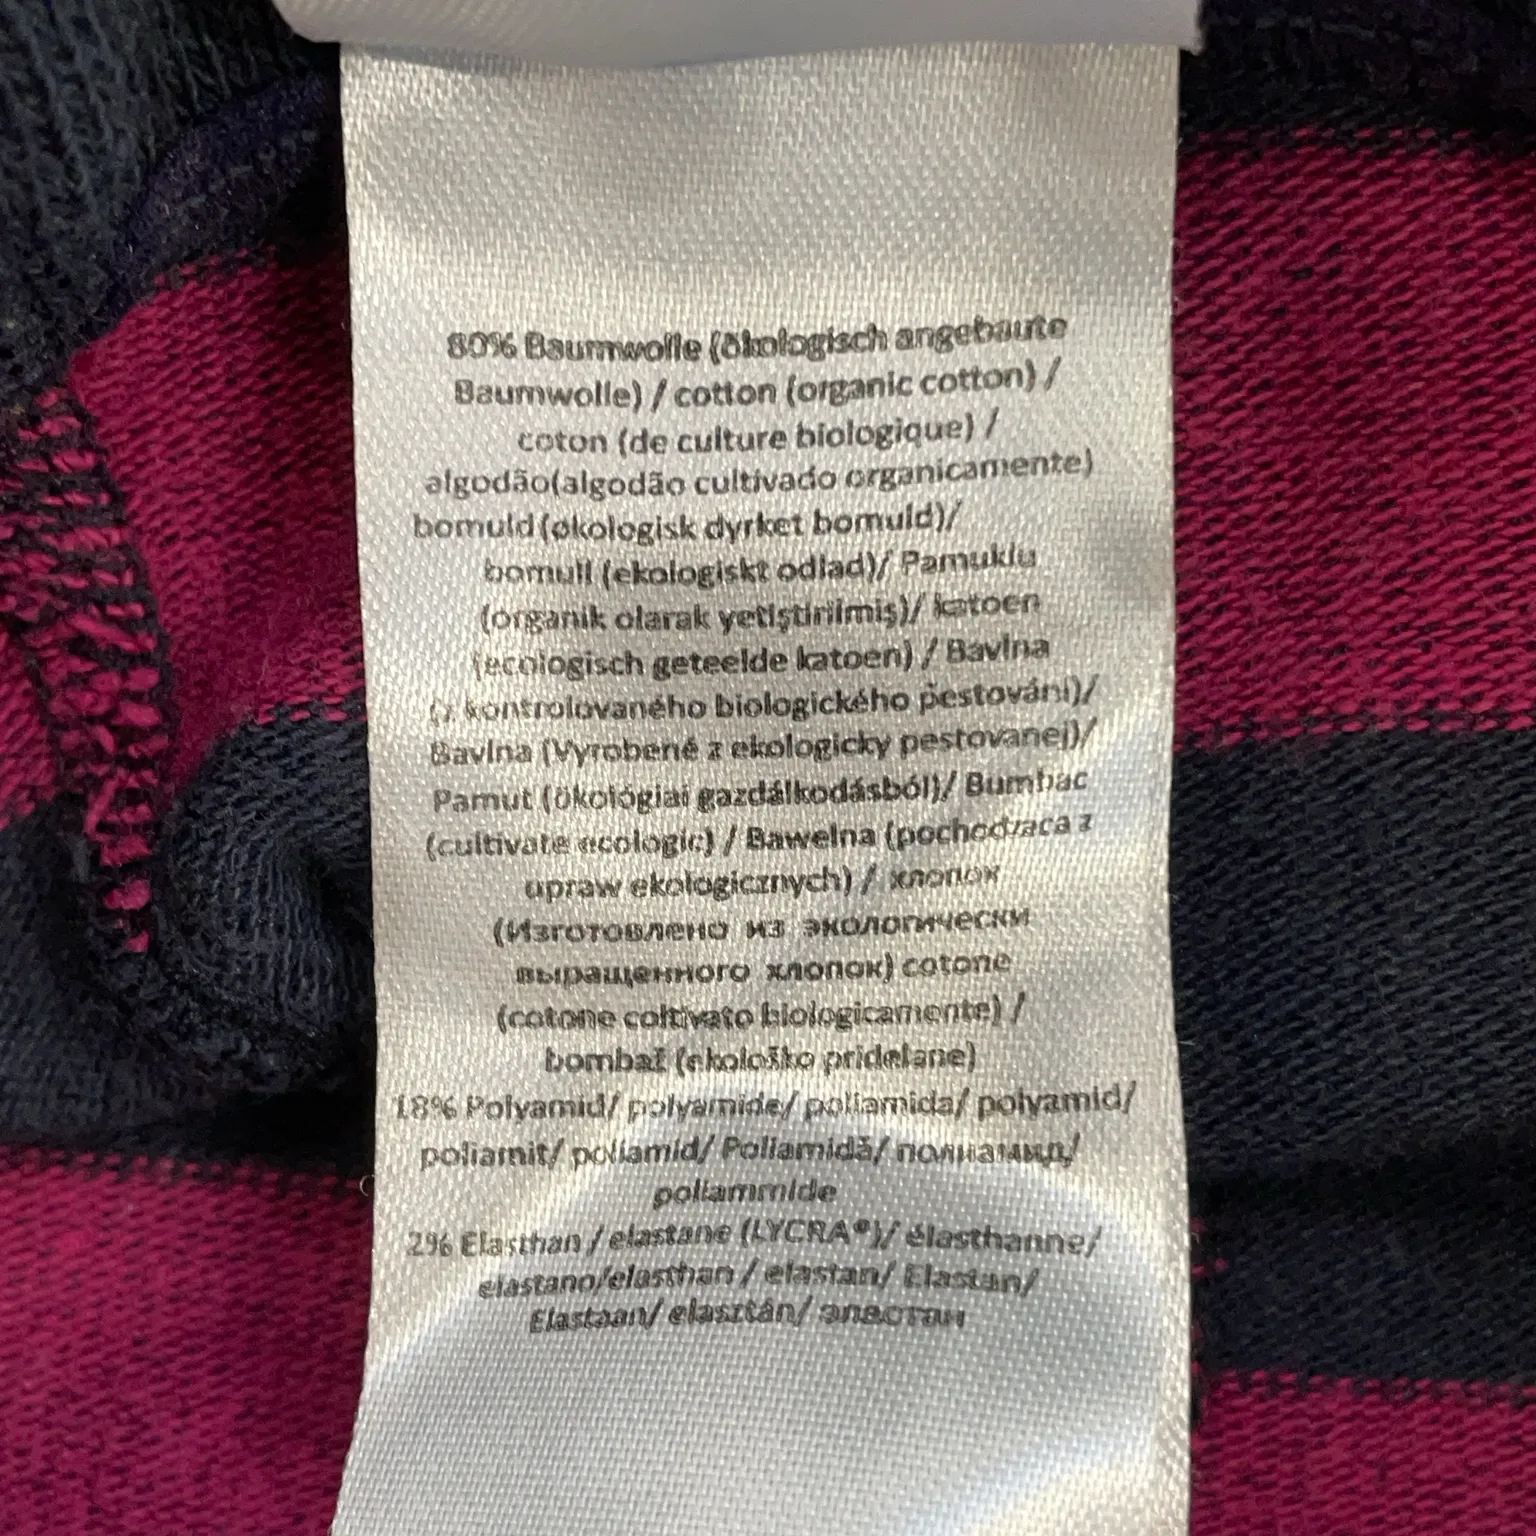 80% Baumwolle (ökologisch angebaute
Baumwolle) / cotton (organic cotton) /
coton (de culture biologique) /
algodão(algodão cultivado organicamente)
bomuld (økologisk dyrket bomuld)/
bomull (ekologiskt odlad)/ Pamuklu
(organik olarak yetiştirilmiş)/ katoen
(ecologisch geteelde katoen) / Bavlna
(z kontrolovaného biologického pěstování)/
Bavlna (Vyrobené z ekologicky pestovanej)/
Pamut (ökológiai gazdálkodásból)/ Bumbac
(cultivate ecologic) / Bawełna (pochodzaca z
upraw ekologicznych) / хлопок
(Изготовлено из экологически
выращенного хлопок) cotone
(cotone coltivato biologicamente) /
bombaž (ekološko pridelane)
18% Polyamid/ polyamide/ poliamida/ polyamid/
poliamit/ poliamid/ Poliamidă/ полиамид/
poliammide
2% Elasthan / elastane (LYCRA®)/ élasthanne/
elastano/elasthan / elastan/ Elastan/
Elastaan/ elasztán/ эластан